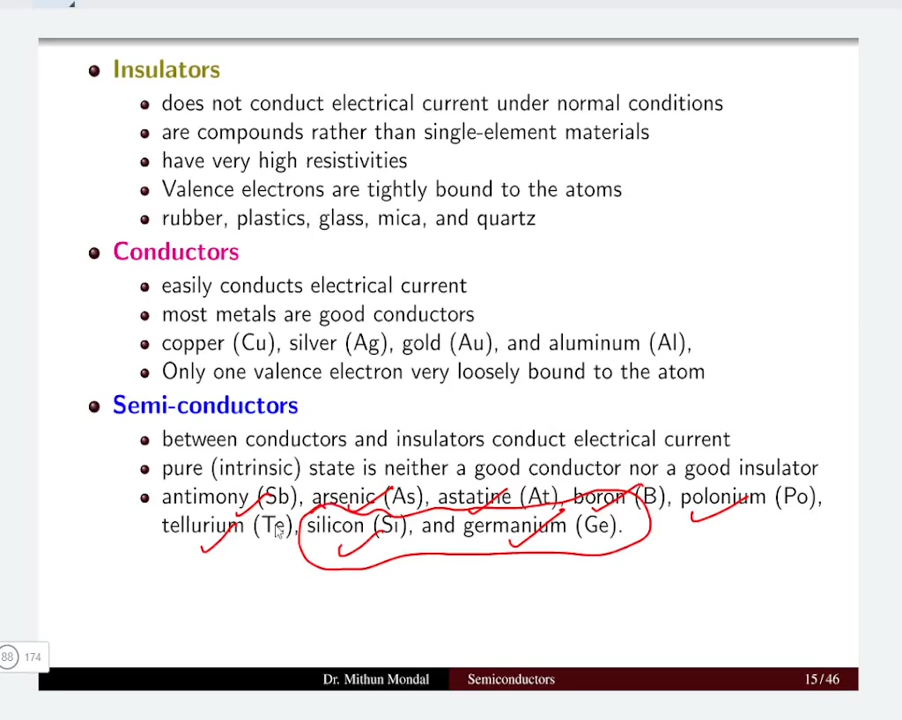 Insulators
does not conduct electrical current under normal conditions
are compounds rather than single-element materials
have very high resistivities
Valence electrons are tightly bound to the atoms
rubber, plastics, glass, mica, and quartz
Conductors
easily conducts electrical current
most metals are good conductors
copper (Cu), silver (Ag), gold (Au), and aluminum (Al),
Only one valence electron very loosely bound to the atom
Semi-conductors
between conductors and insulators conduct electrical current
pure (intrinsic) state is neither a good conductor nor a good insulator
antimony (Sb), arsenic (As), astatine (At), boron (B), polonium (Po),
tellurium (Te), silicon (Si), and germanium (Ge).
88 174
Dr. Mithun Mondal Semiconductors 15/46